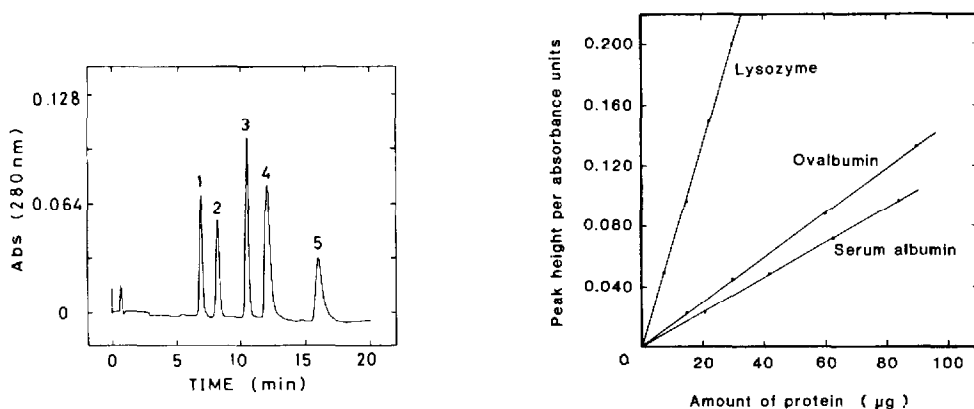 Abs (280nm)
0.128
0.064
0
1
2
3
4
5
0 5 10 15 20
TIME (min)
Peak height per absorbance units
0.200
0.160
0.120
0.080
0.040
0
Lysozyme
Ovalbumin
Serum albumin
20 40 60 80 100
Amount of protein ( μg )